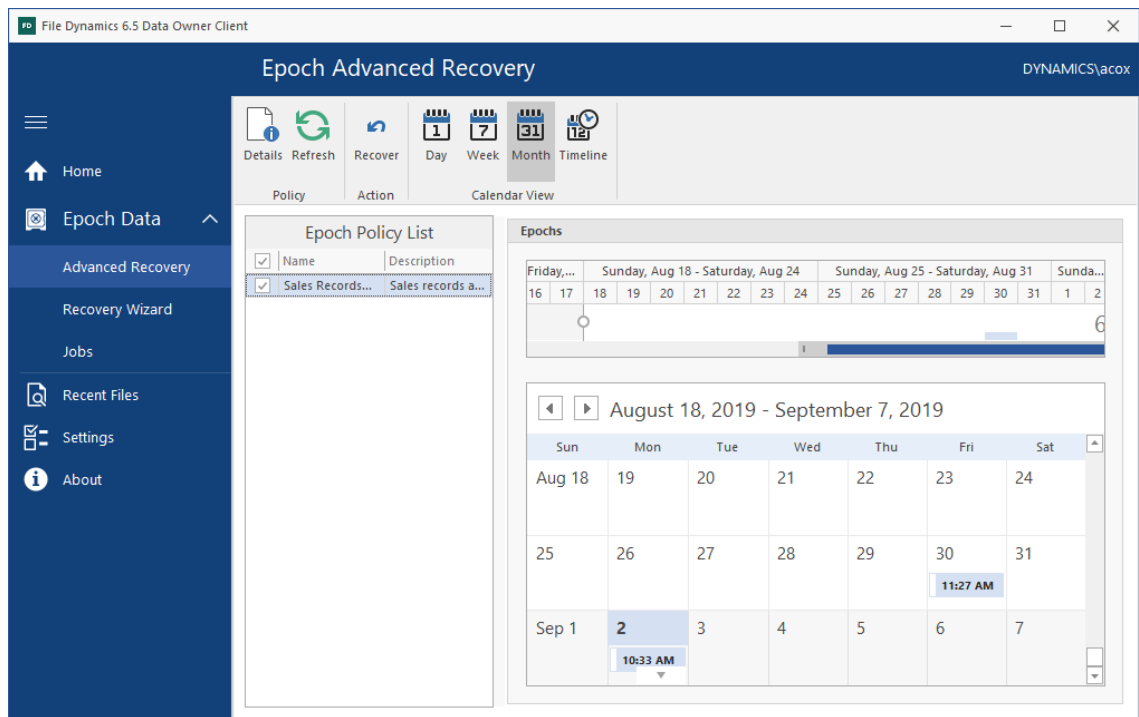 FD File Dynamics 6.5 Data Owner Client
Epoch Advanced Recovery
DYNAMICS\acox
Home
Epoch Data
Advanced Recovery
Recovery Wizard
Jobs
Recent Files
Settings
About
1 7 31 12
Details Refresh Recover Day Week Month Timeline
Policy Action Calendar View
Epoch Policy List
Name Description
Sales Records... Sales records a...
Epochs
Friday,... Sunday, Aug 18 - Saturday, Aug 24 Sunday, Aug 25 - Saturday, Aug 31 Sunda...
16 17 18 19 20 21 22 23 24 25 26 27 28 29 30 31 1 2
6
August 18, 2019 - September 7, 2019
Sun Mon Tue Wed Thu Fri Sat
Aug 18 19 20 21 22 23 24
25 26 27 28 29 30 31
11:27 AM
Sep 1 2 3 4 5 6 7
10:33 AM